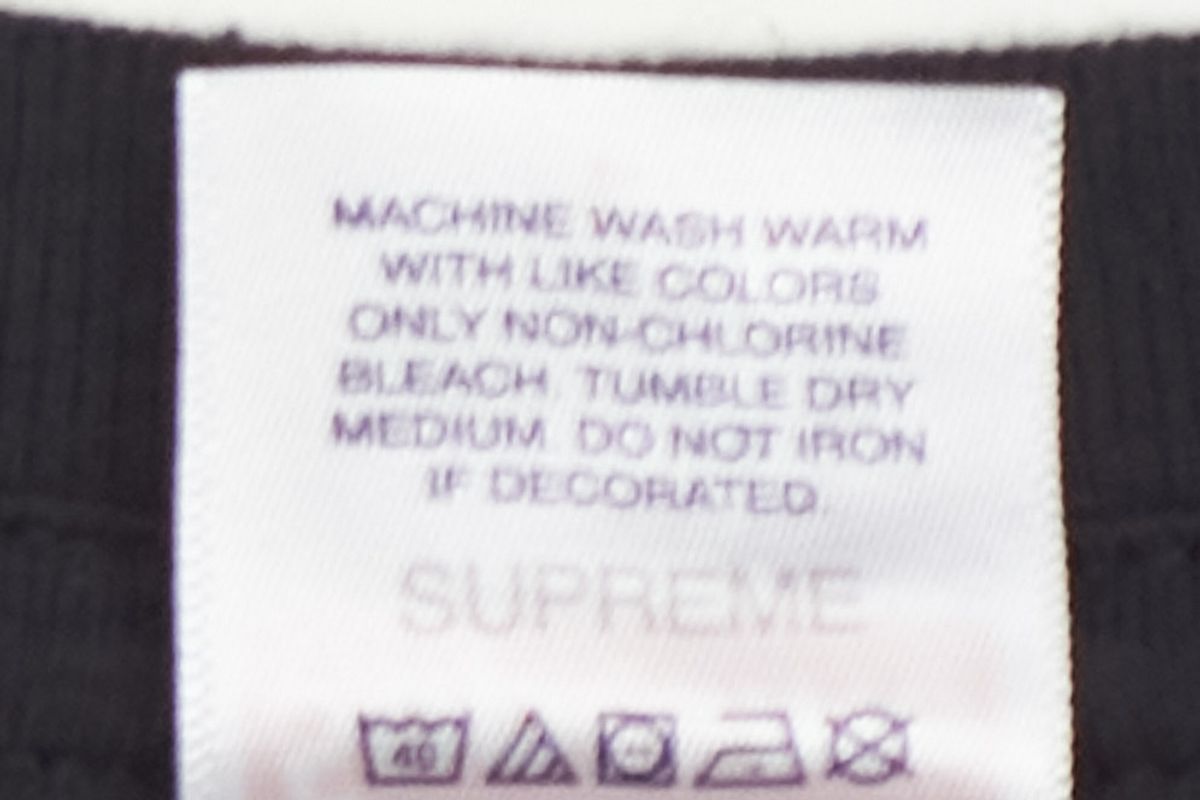 MACHINE WASH WARM
WITH LIKE COLORS
ONLY NON-CHLORINE
BLEACH. TUMBLE DRY
MEDIUM. DO NOT IRON
IF DECORATED.
SUPREME
40